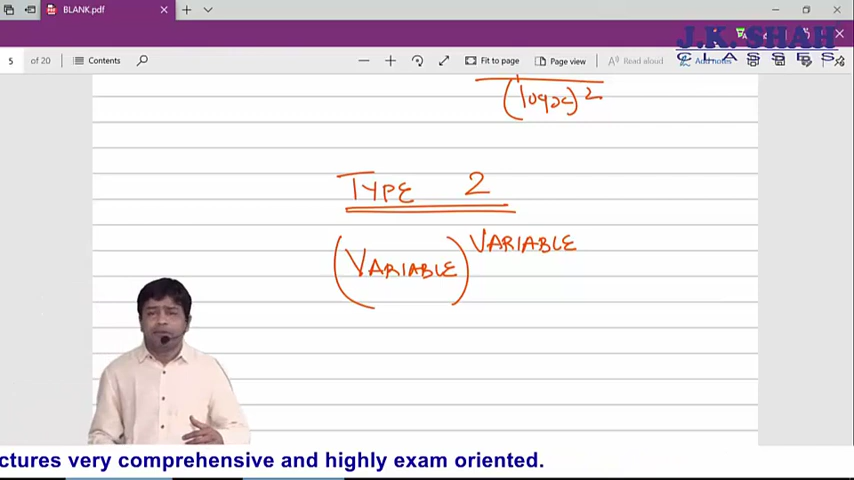 BLANK.pdf
J.K. SHAH
CLASSES
5 of 20 Contents Fit to page Page view Read aloud Add notes
(logx)2
TYPE 2
(VARIABLE)VARIABLE
ctures very comprehensive and highly exam oriented.